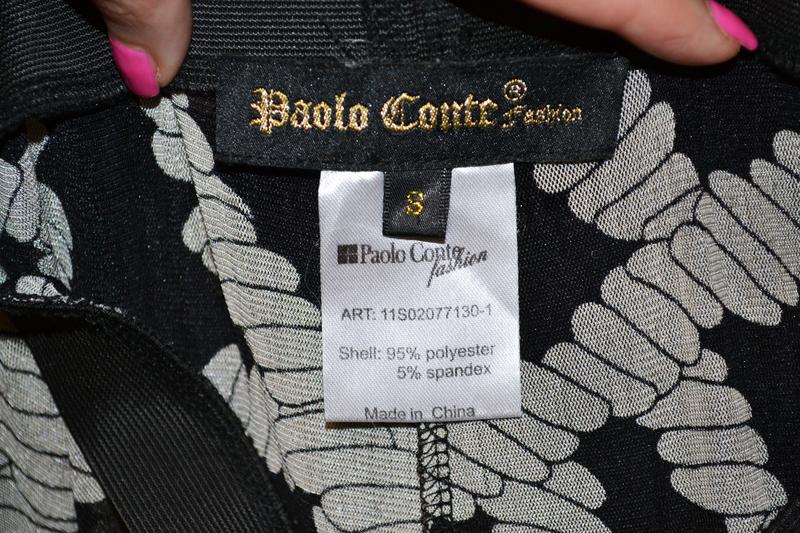 Paolo Conte® Fashion
S
Paolo Conte fashion
ART: 11S02077130-1
Shell: 95% polyester
5% spandex
Made in China